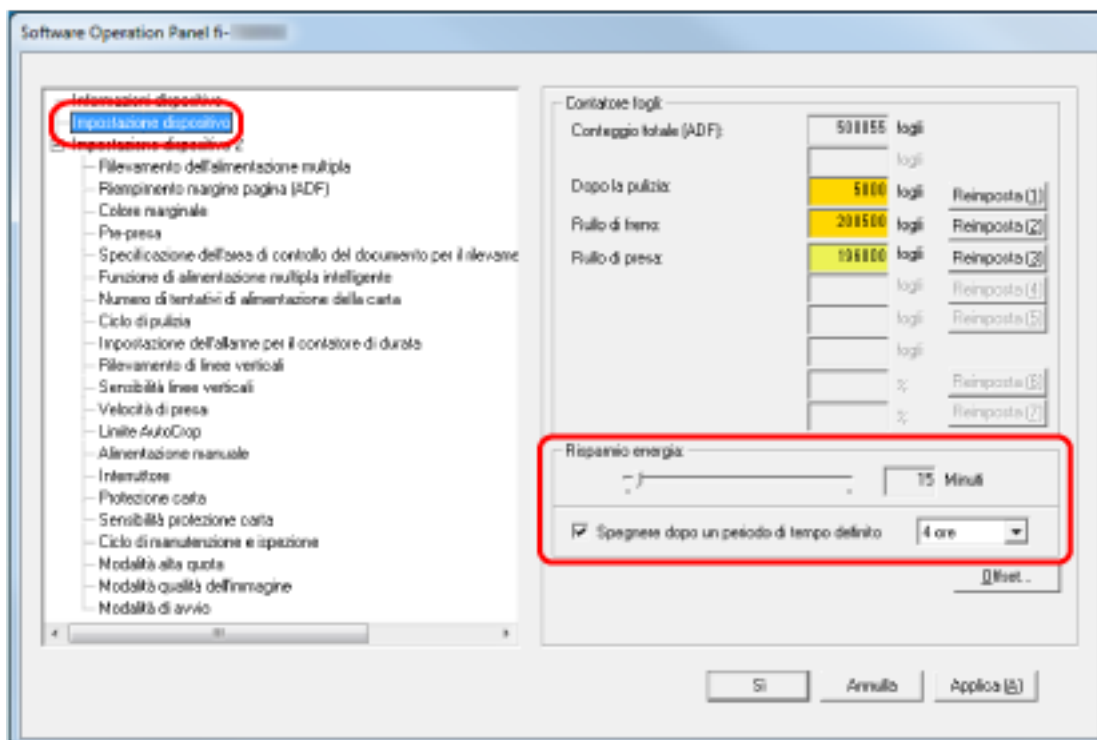 Software Operation Panel fi-
Informazioni dispositivo
Impostazione dispositivo
Impostazione dispositivo 2
Rilevamento dell'alimentazione multipla
Riempimento margine pagina (ADF)
Colore marginale
Pre-presa
Specificazione dell'area di controllo del documento per il rilevame
Funzione di alimentazione multipla intelligente
Numero di tentativi di alimentazione della carta
Ciclo di pulizia
Impostazione dell'allarme per il contatore di durata
Rilevamento di linee verticali
Sensibilità linee verticali
Velocità di presa
Limite AutoCrop
Alimentazione manuale
Interruttore
Protezione carta
Sensibilità protezione carta
Ciclo di manutenzione e ispezione
Modalità alta quota
Modalità qualità dell'immagine
Modalità di avvio
Contatore fogli:
Conteggio totale (ADF): fogli
fogli
Dopo la pulizia: 5000 fogli Reimposta (1)
Rullo di freno: 200500 fogli Reimposta (2)
Rullo di presa: 196000 fogli Reimposta (3)
fogli Reimposta (4)
fogli Reimposta (5)
fogli
% Reimposta (6)
% Reimposta (7)
Risparmio energia:
15 Minuti
Spegnere dopo un periodo di tempo definito 4 ore
Offset...
Sì Annulla Applica (A)